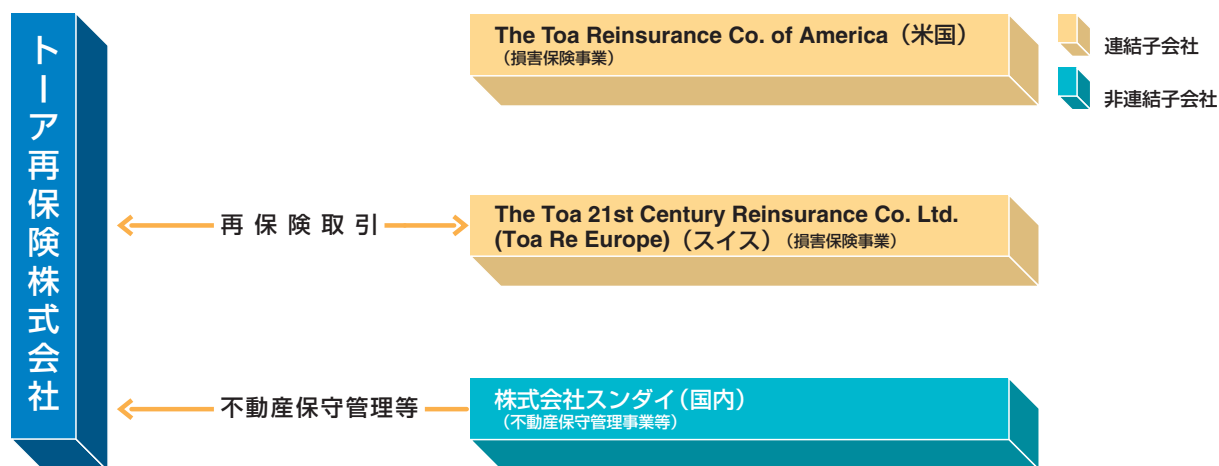 トーア再保険株式会社
The Toa Reinsurance Co. of America（米国）
（損害保険事業）
連結子会社
非連結子会社
再保険取引
The Toa 21st Century Reinsurance Co. Ltd.
(Toa Re Europe)（スイス）（損害保険事業）
不動産保守管理等
株式会社スンダイ（国内）
（不動産保守管理事業等）